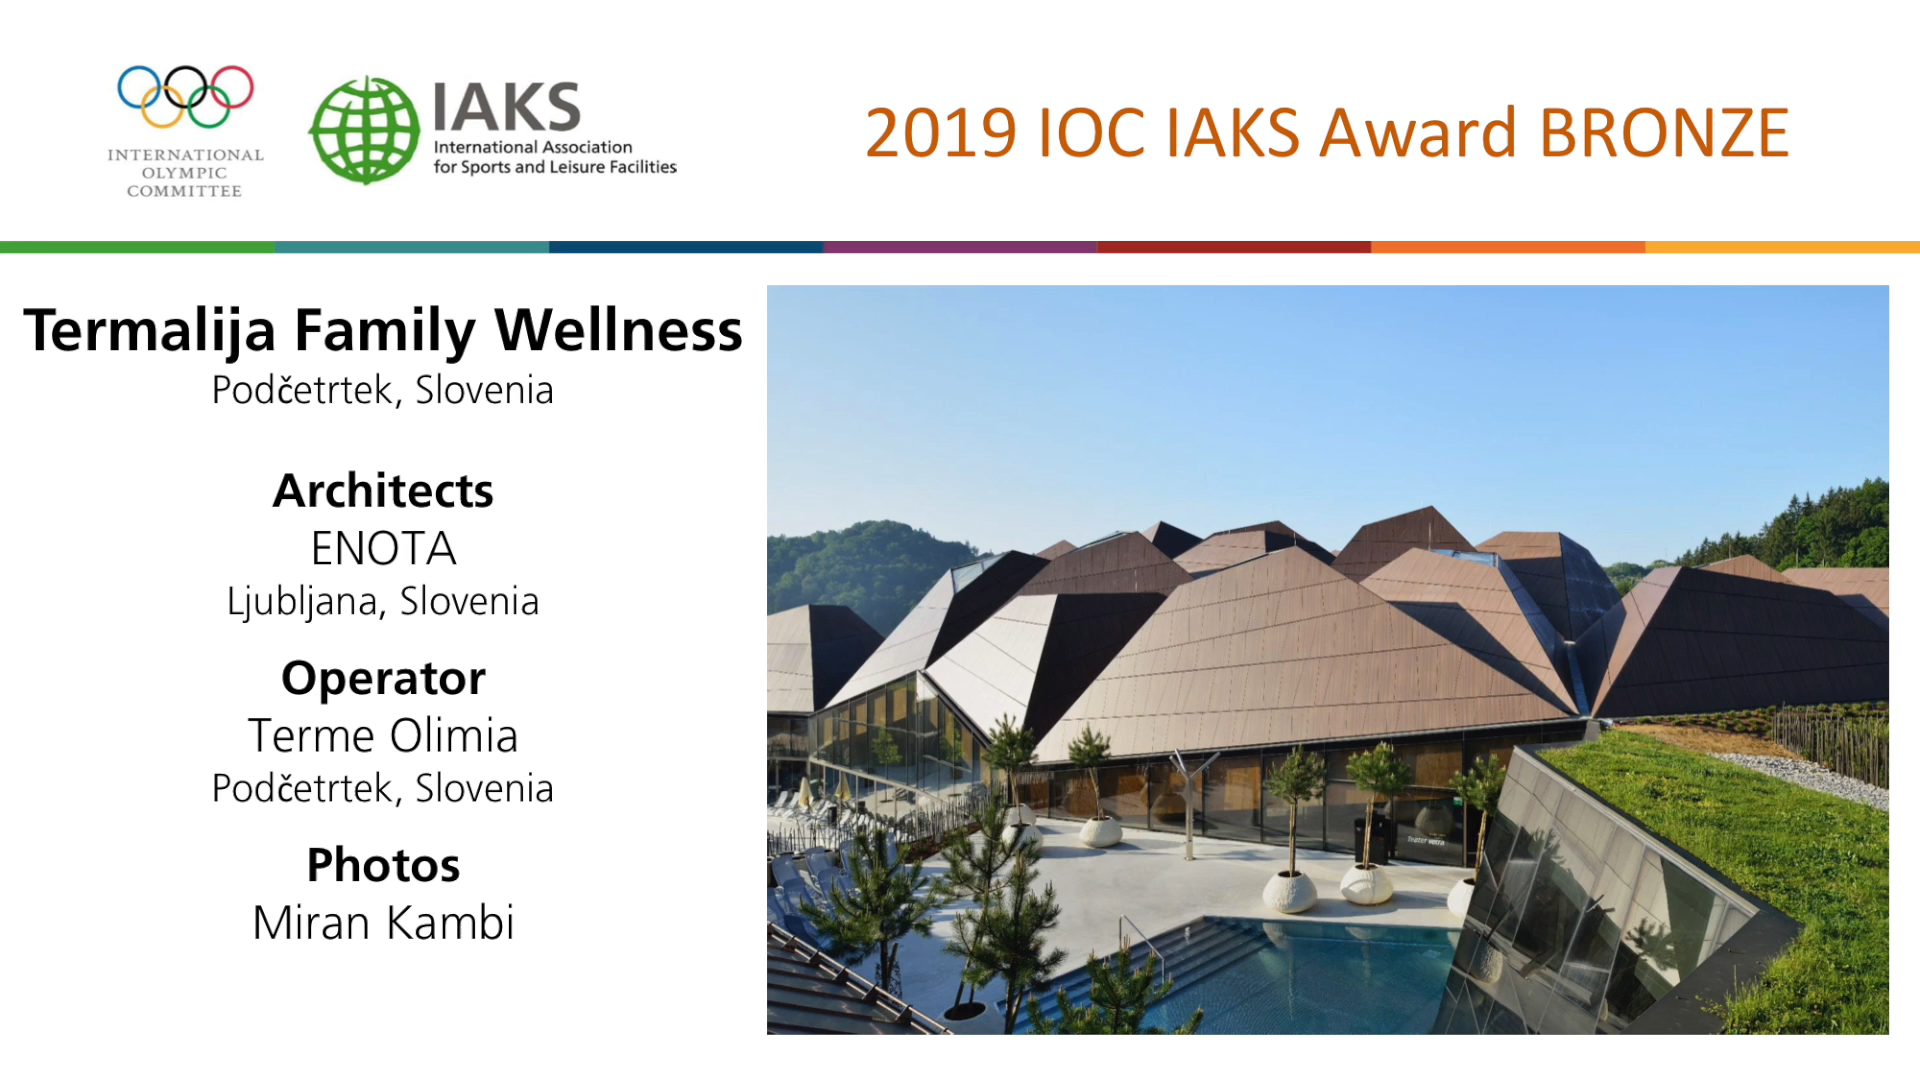 INTERNATIONAL
OLYMPIC
COMMITTEE
IAKS
International Association
for Sports and Leisure Facilities
2019 IOC IAKS Award BRONZE
Termalija Family Wellness
Podčetrtek, Slovenia
Architects
ENOTA
Ljubljana, Slovenia
Operator
Terme Olimia
Podčetrtek, Slovenia
Photos
Miran Kambi
Teater